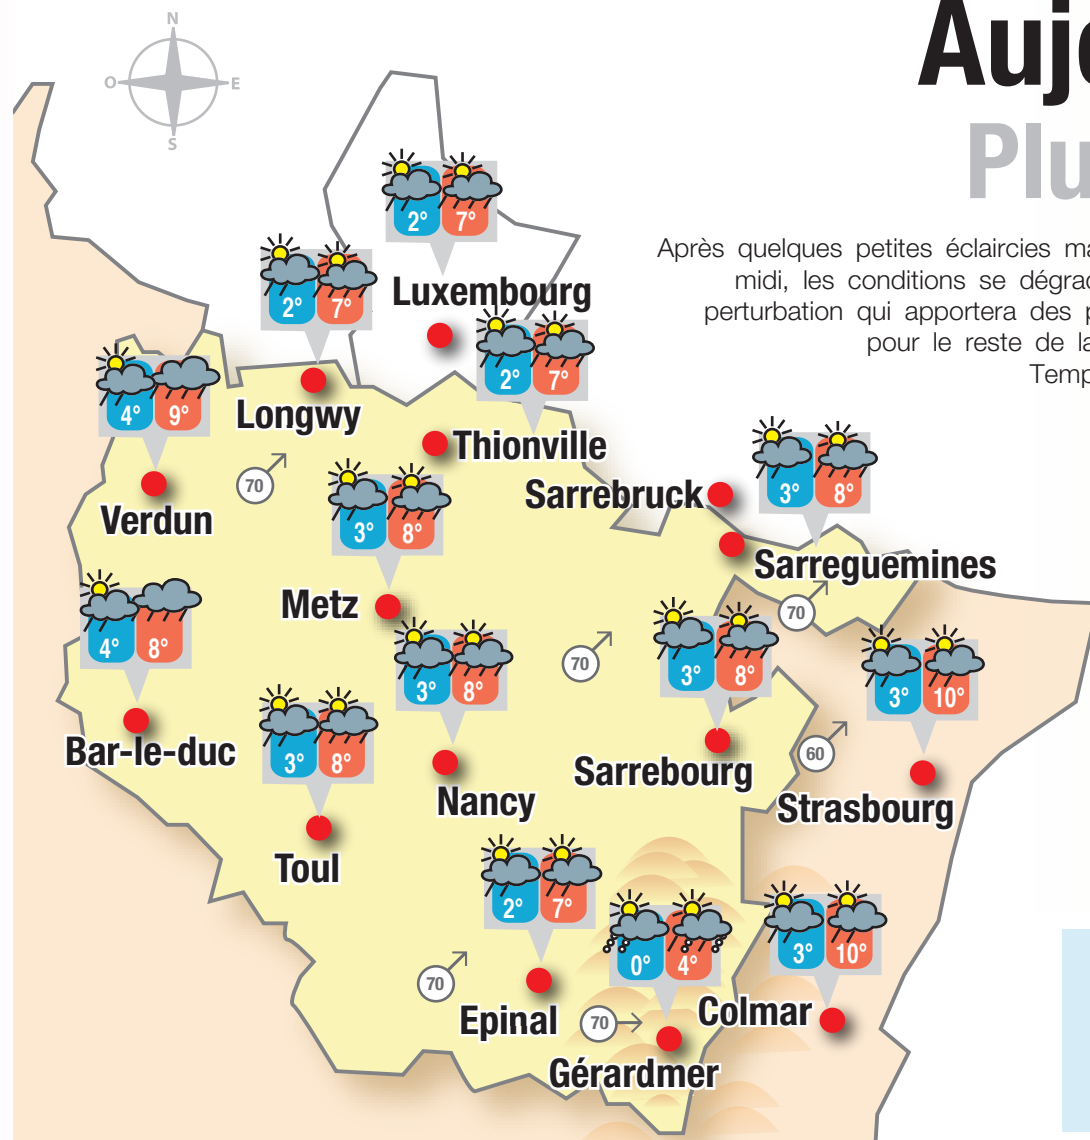 N
O
E
S
Aujo
Plu
Après quelques petites éclaircies ma
midi, les conditions se dégrad
perturbation qui apportera des p
pour le reste de la
Temp
2° 7°
Luxembourg
2° 7°
Longwy
2° 7°
Thionville
4° 9°
Verdun
70
3° 8°
Sarrebruck
Sarreguemines
70
3° 8°
Metz
4° 8°
Bar-le-duc
3° 8°
Nancy
70
3° 8°
Sarrebourg
3° 10°
Strasbourg
60
3° 8°
Toul
2° 7°
Epinal
70
0° 4°
Gérardmer
70
3° 10°
Colmar